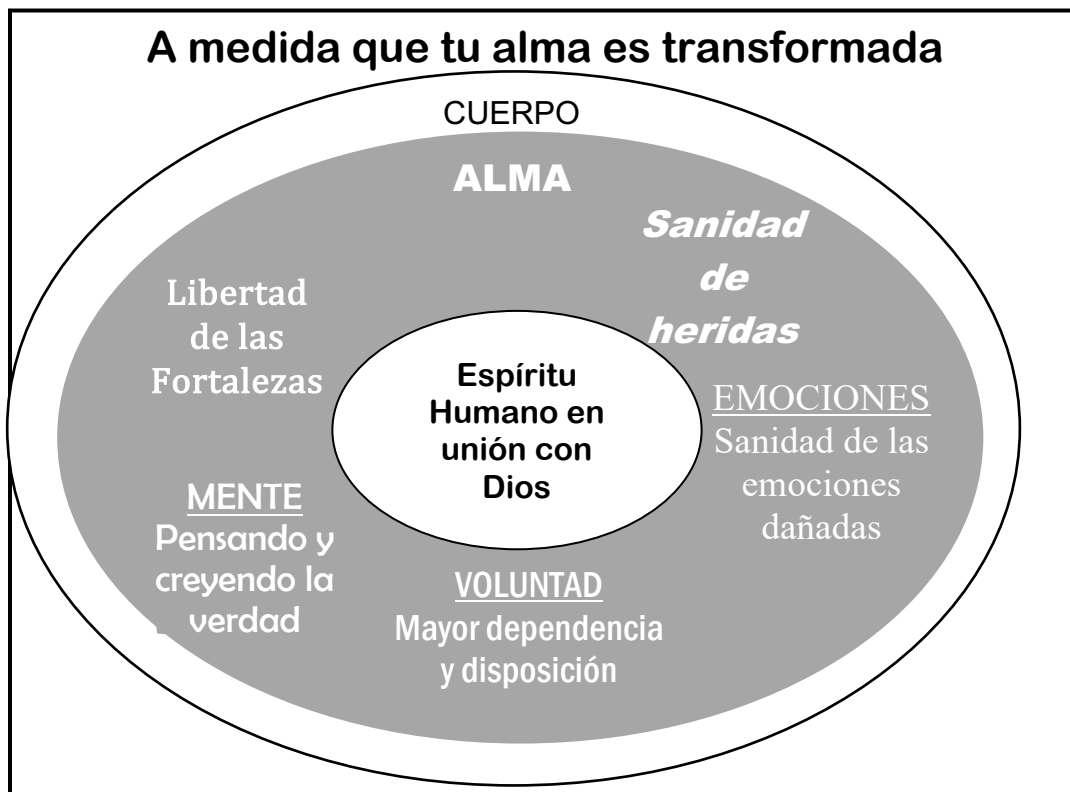 A medida que tu alma es transformada
CUERPO
ALMA
Sanidad
de
heridas
Libertad
de las
Fortalezas
Espíritu
Humano en
unión con
Dios
EMOCIONES
Sanidad de las
emociones
dañadas
MENTE
Pensando y
creyendo la
verdad
VOLUNTAD
Mayor dependencia
y disposición